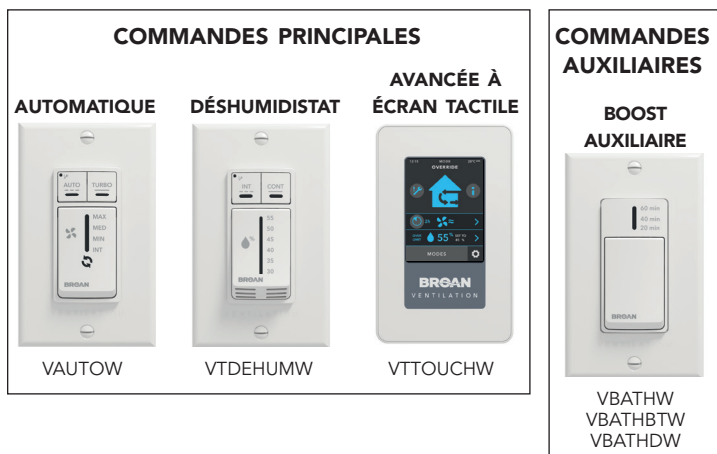 COMMANDES PRINCIPALES
AUTOMATIQUE
AUTO TURBO
MAX
MED
MIN
INT
BROAN
VAUTOW
DÉSHUMIDISTAT
INT CONT
55
50
45
40
35
30
%
BROAN
VTDEHUMW
AVANCÉE À
ÉCRAN TACTILE
MODE
OVERRIDE
55%
MODES
BROAN
VENTILATION
VTTOUCHW
COMMANDES
AUXILIAIRES
BOOST
AUXILIAIRE
60 min
40 min
20 min
BROAN
VBATHW
VBATHBTW
VBATHDW